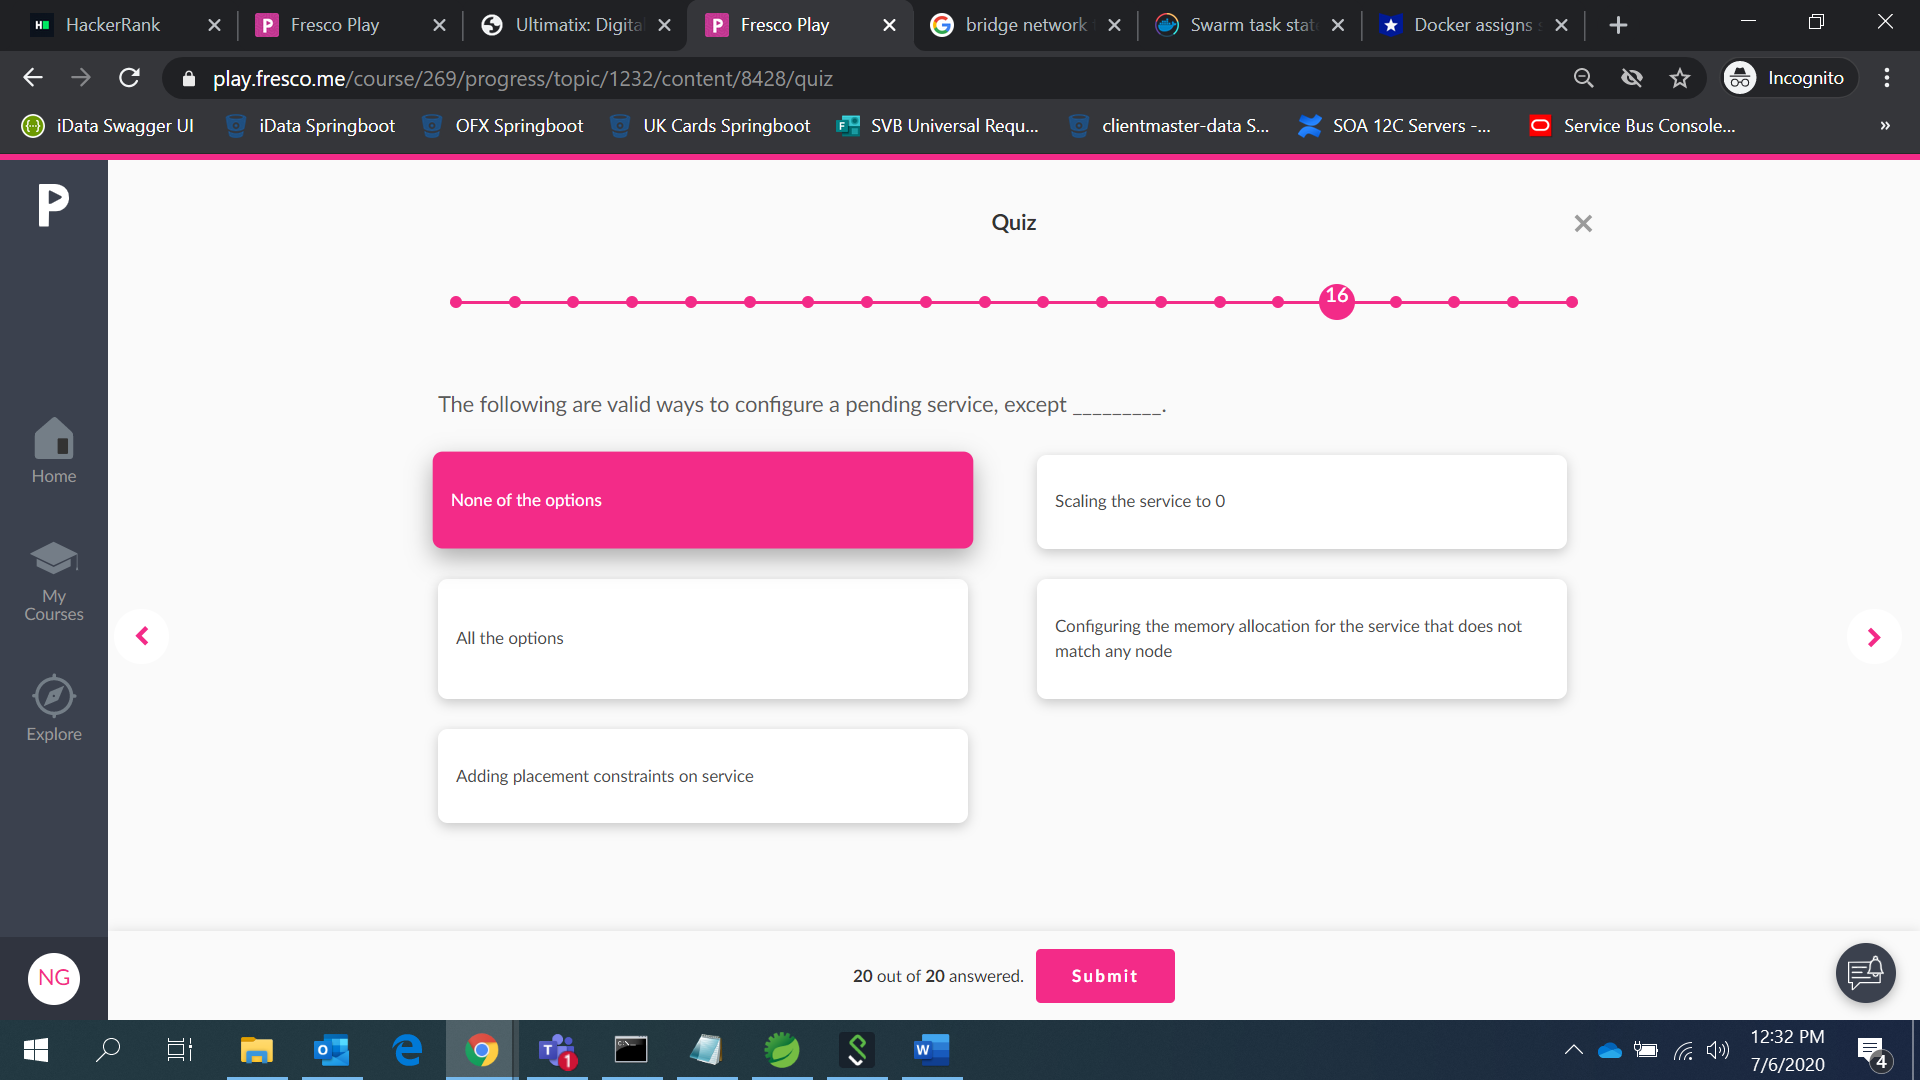 HackerRank
Fresco Play
Ultimatix: Digita
Fresco Play
bridge network
Swarm task stat
Docker assigns
play.fresco.me/course/269/progress/topic/1232/content/8428/quiz
Incognito
iData Swagger UI
iData Springboot
OFX Springboot
UK Cards Springboot
SVB Universal Requ...
clientmaster-data S...
SOA 12C Servers -...
Service Bus Console...
»
P
Quiz
16
The following are valid ways to configure a pending service, except _________.
None of the options
Scaling the service to 0
All the options
Configuring the memory allocation for the service that does not
match any node
Adding placement constraints on service
Home
My
Courses
Explore
NG
20 out of 20 answered.
Submit
1
12:32 PM
7/6/2020
4